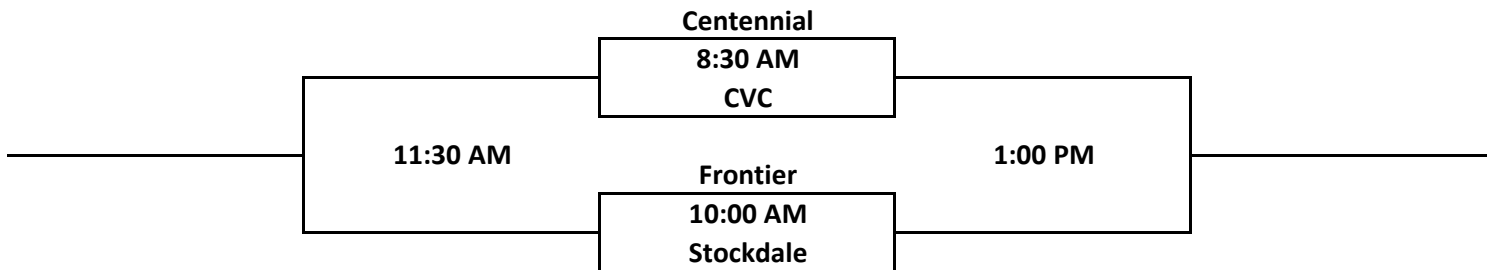 Centennial
8:30 AM
CVC
11:30 AM
1:00 PM
Frontier
10:00 AM
Stockdale